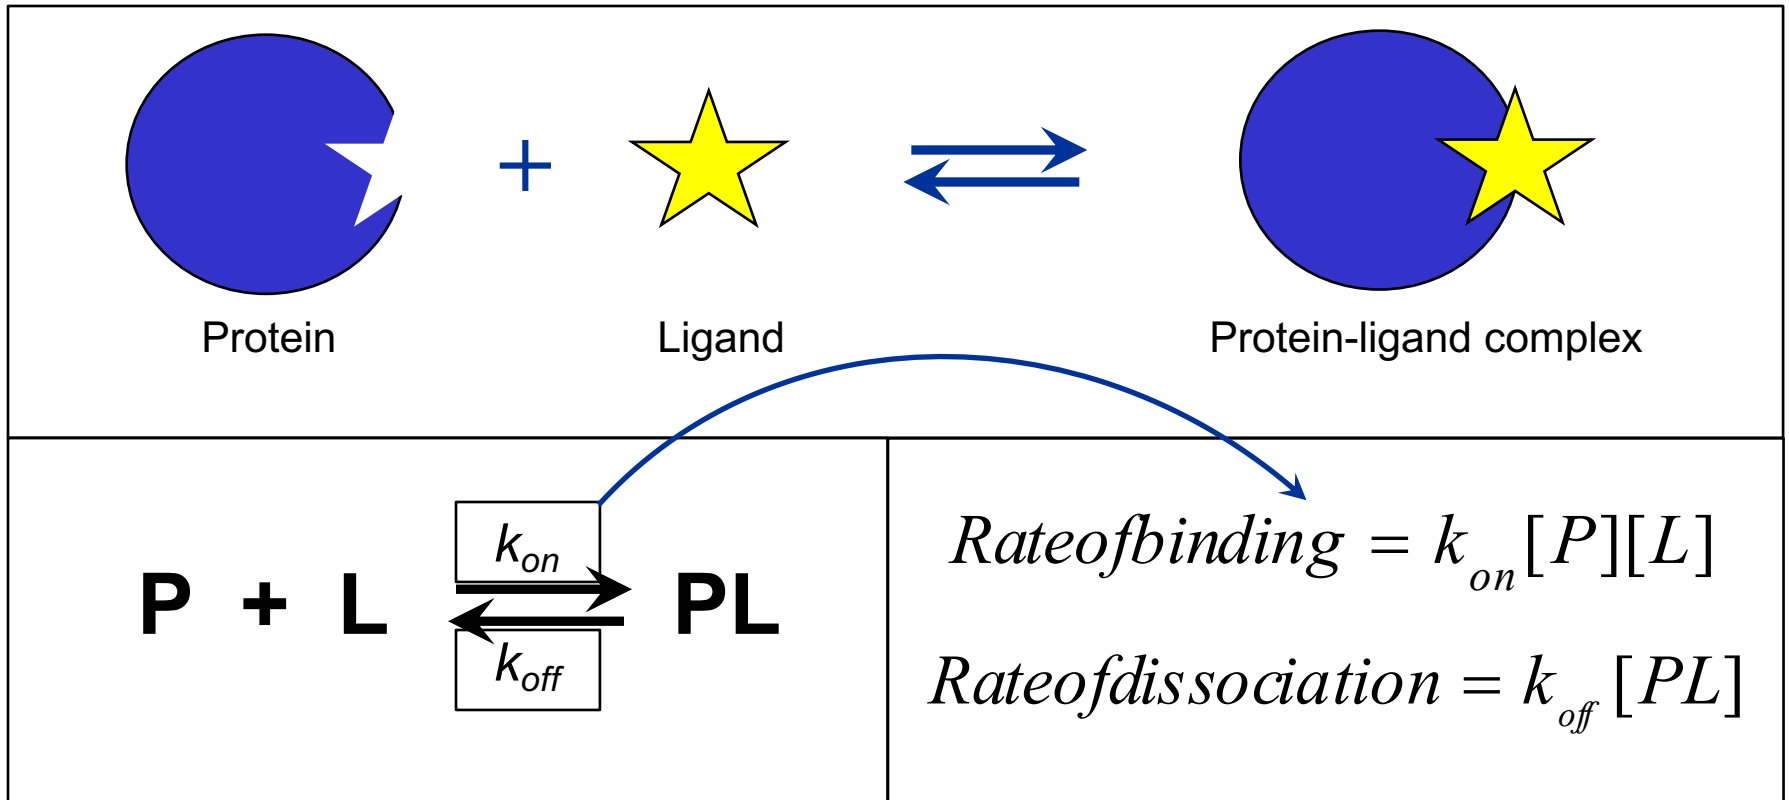 +
Protein
Ligand
Protein-ligand complex
k_on
P + L PL
k_off
Rateofbinding = k_on[P][L]
Rateofdissociation = k_off[PL]